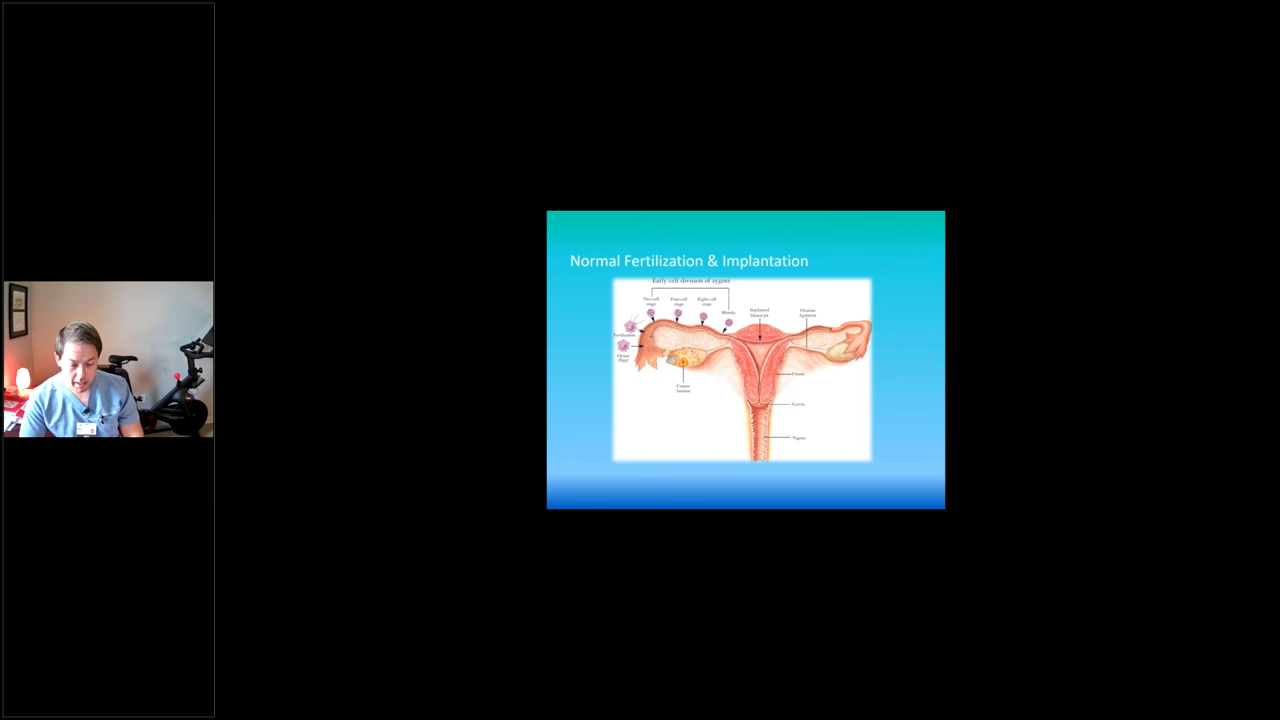 Normal Fertilization & Implantation
Early cell division of zygote
Two-cell
stage
Four-cell
stage
Eight-cell
stage
Morula
Implanted
blastocyst
Ovarian
ligament
Fertilization
Ovum
(Egg)
Corpus
luteum
Uterus
Cervix
Vagina